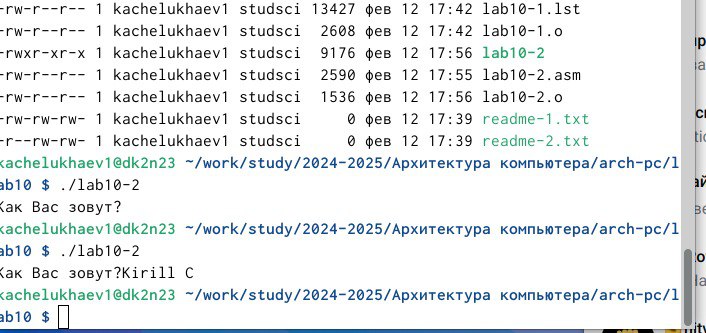 -rw-r--r-- 1 kachelukhaev1 studsci 13427 фев 12 17:42 lab10-1.lst
-rw-r--r-- 1 kachelukhaev1 studsci  2608 фев 12 17:42 lab10-1.o
-rwxr-xr-x 1 kachelukhaev1 studsci  9176 фев 12 17:56 lab10-2
-rw-r--r-- 1 kachelukhaev1 studsci  2590 фев 12 17:55 lab10-2.asm
-rw-r--r-- 1 kachelukhaev1 studsci  1536 фев 12 17:56 lab10-2.o
-rw-rw-rw- 1 kachelukhaev1 studsci     0 фев 12 17:39 readme-1.txt
-r--r--rw- 1 kachelukhaev1 studsci     0 фев 12 17:39 readme-2.txt
kachelukhaev1@dk2n23 ~/work/study/2024-2025/Архитектура компьютера/arch-pc/l
ab10 $ ./lab10-2
Как Вас зовут?
kachelukhaev1@dk2n23 ~/work/study/2024-2025/Архитектура компьютера/arch-pc/l
ab10 $ ./lab10-2
Как Вас зовут?Kirill C
kachelukhaev1@dk2n23 ~/work/study/2024-2025/Архитектура компьютера/arch-pc/l
ab10 $